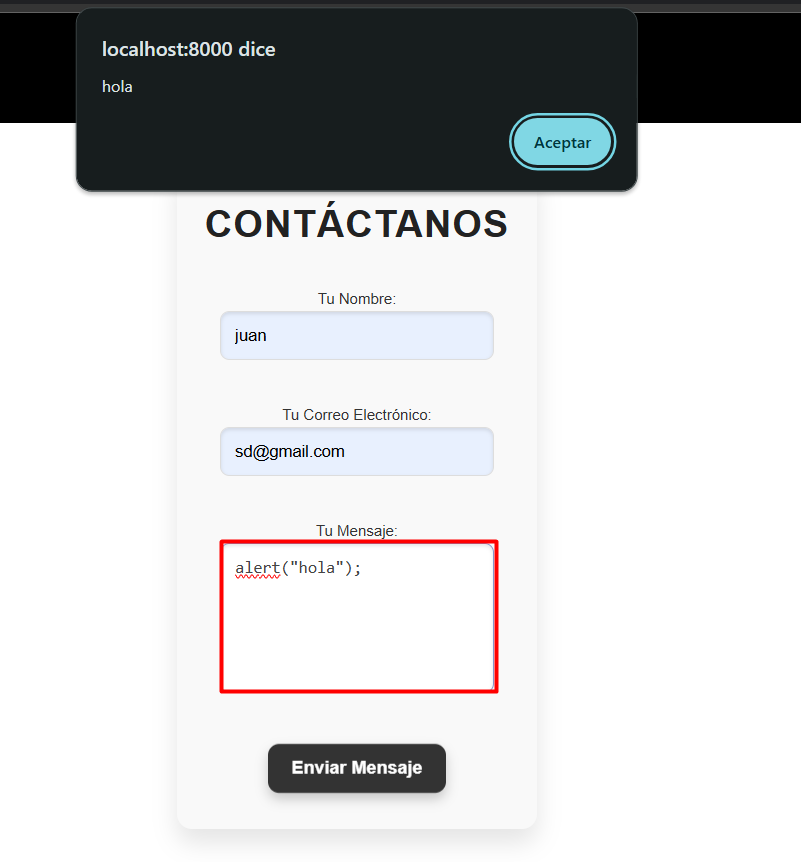 localhost:8000 dice
hola
Aceptar
CONTÁCTANOS
Tu Nombre:
juan
Tu Correo Electrónico:
sd@gmail.com
Tu Mensaje:
alert("hola");
Enviar Mensaje